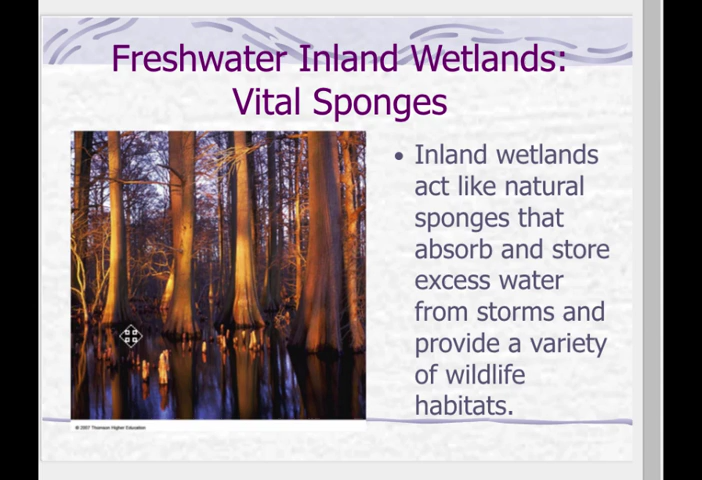 Freshwater Inland Wetlands:
Vital Sponges
• Inland wetlands
act like natural
sponges that
absorb and store
excess water
from storms and
provide a variety
of wildlife
habitats.
© 2007 Thomson Higher Education